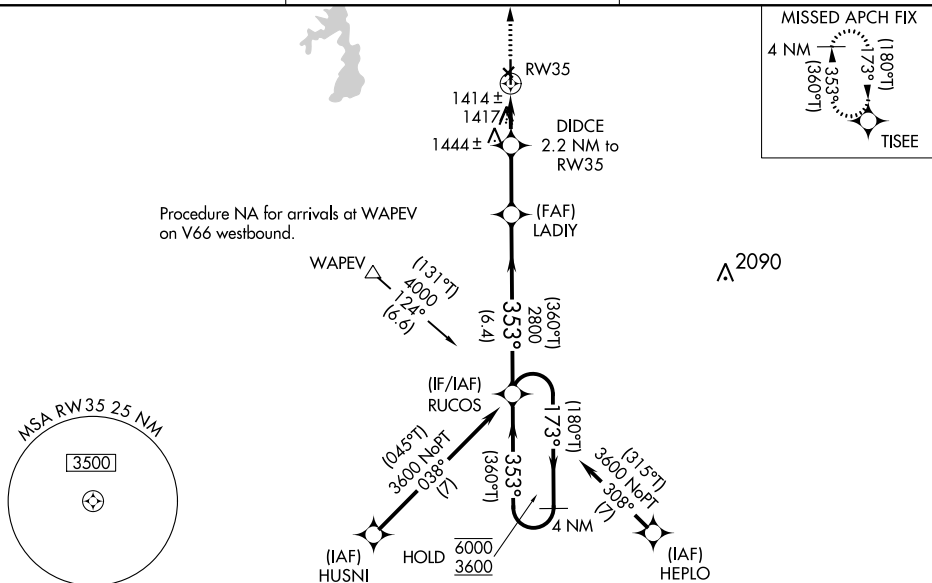 MISSED APCH FIX
4 NM
353°
(360°T)
173°
(180°T)
TISEE
RW35
1414 ±
1417
1444 ±
DIDCE
2.2 NM to
RW35
Procedure NA for arrivals at WAPEV
on V66 westbound.
(FAF)
LADIY
WAPEV
(131°T)
4000
124°
(6.6)
2090
(360°T)
2800
353°
(6.4)
(IF/IAF)
RUCOS
MSA RW35 25 NM
3500
(045°T)
3600 NoPT
038°
(7)
353°
(360°T)
173°
(180°T)
(315°T)
3600 NoPT
308°
(7)
4 NM
HOLD
6000
3600
(IAF)
HUSNI
(IAF)
HEPLO